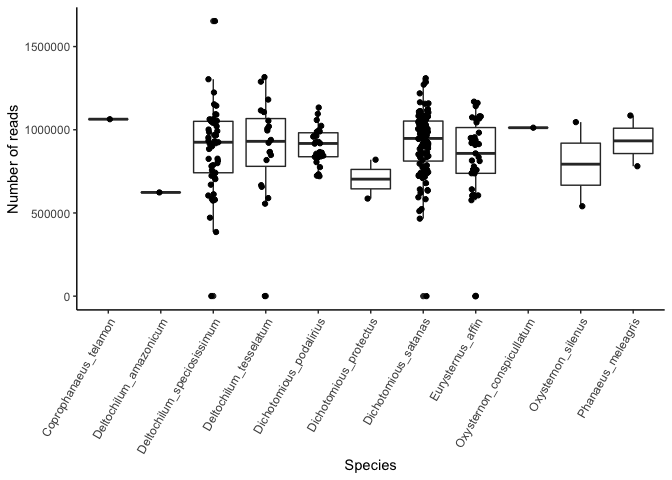 1500000
1000000
500000
0
Number of reads
Coprophanaeus_telamon
Deltochilum_amazonicum
Deltochilum_speciosissimum
Deltochilum_tesselatum
Dichotomious_podalirius
Dichotomious_protectus
Dichotomious_satanas
Eurysternus_affin
Oxysternon_conspicullatum
Oxysternon_silenus
Phanaeus_meleagris
Species